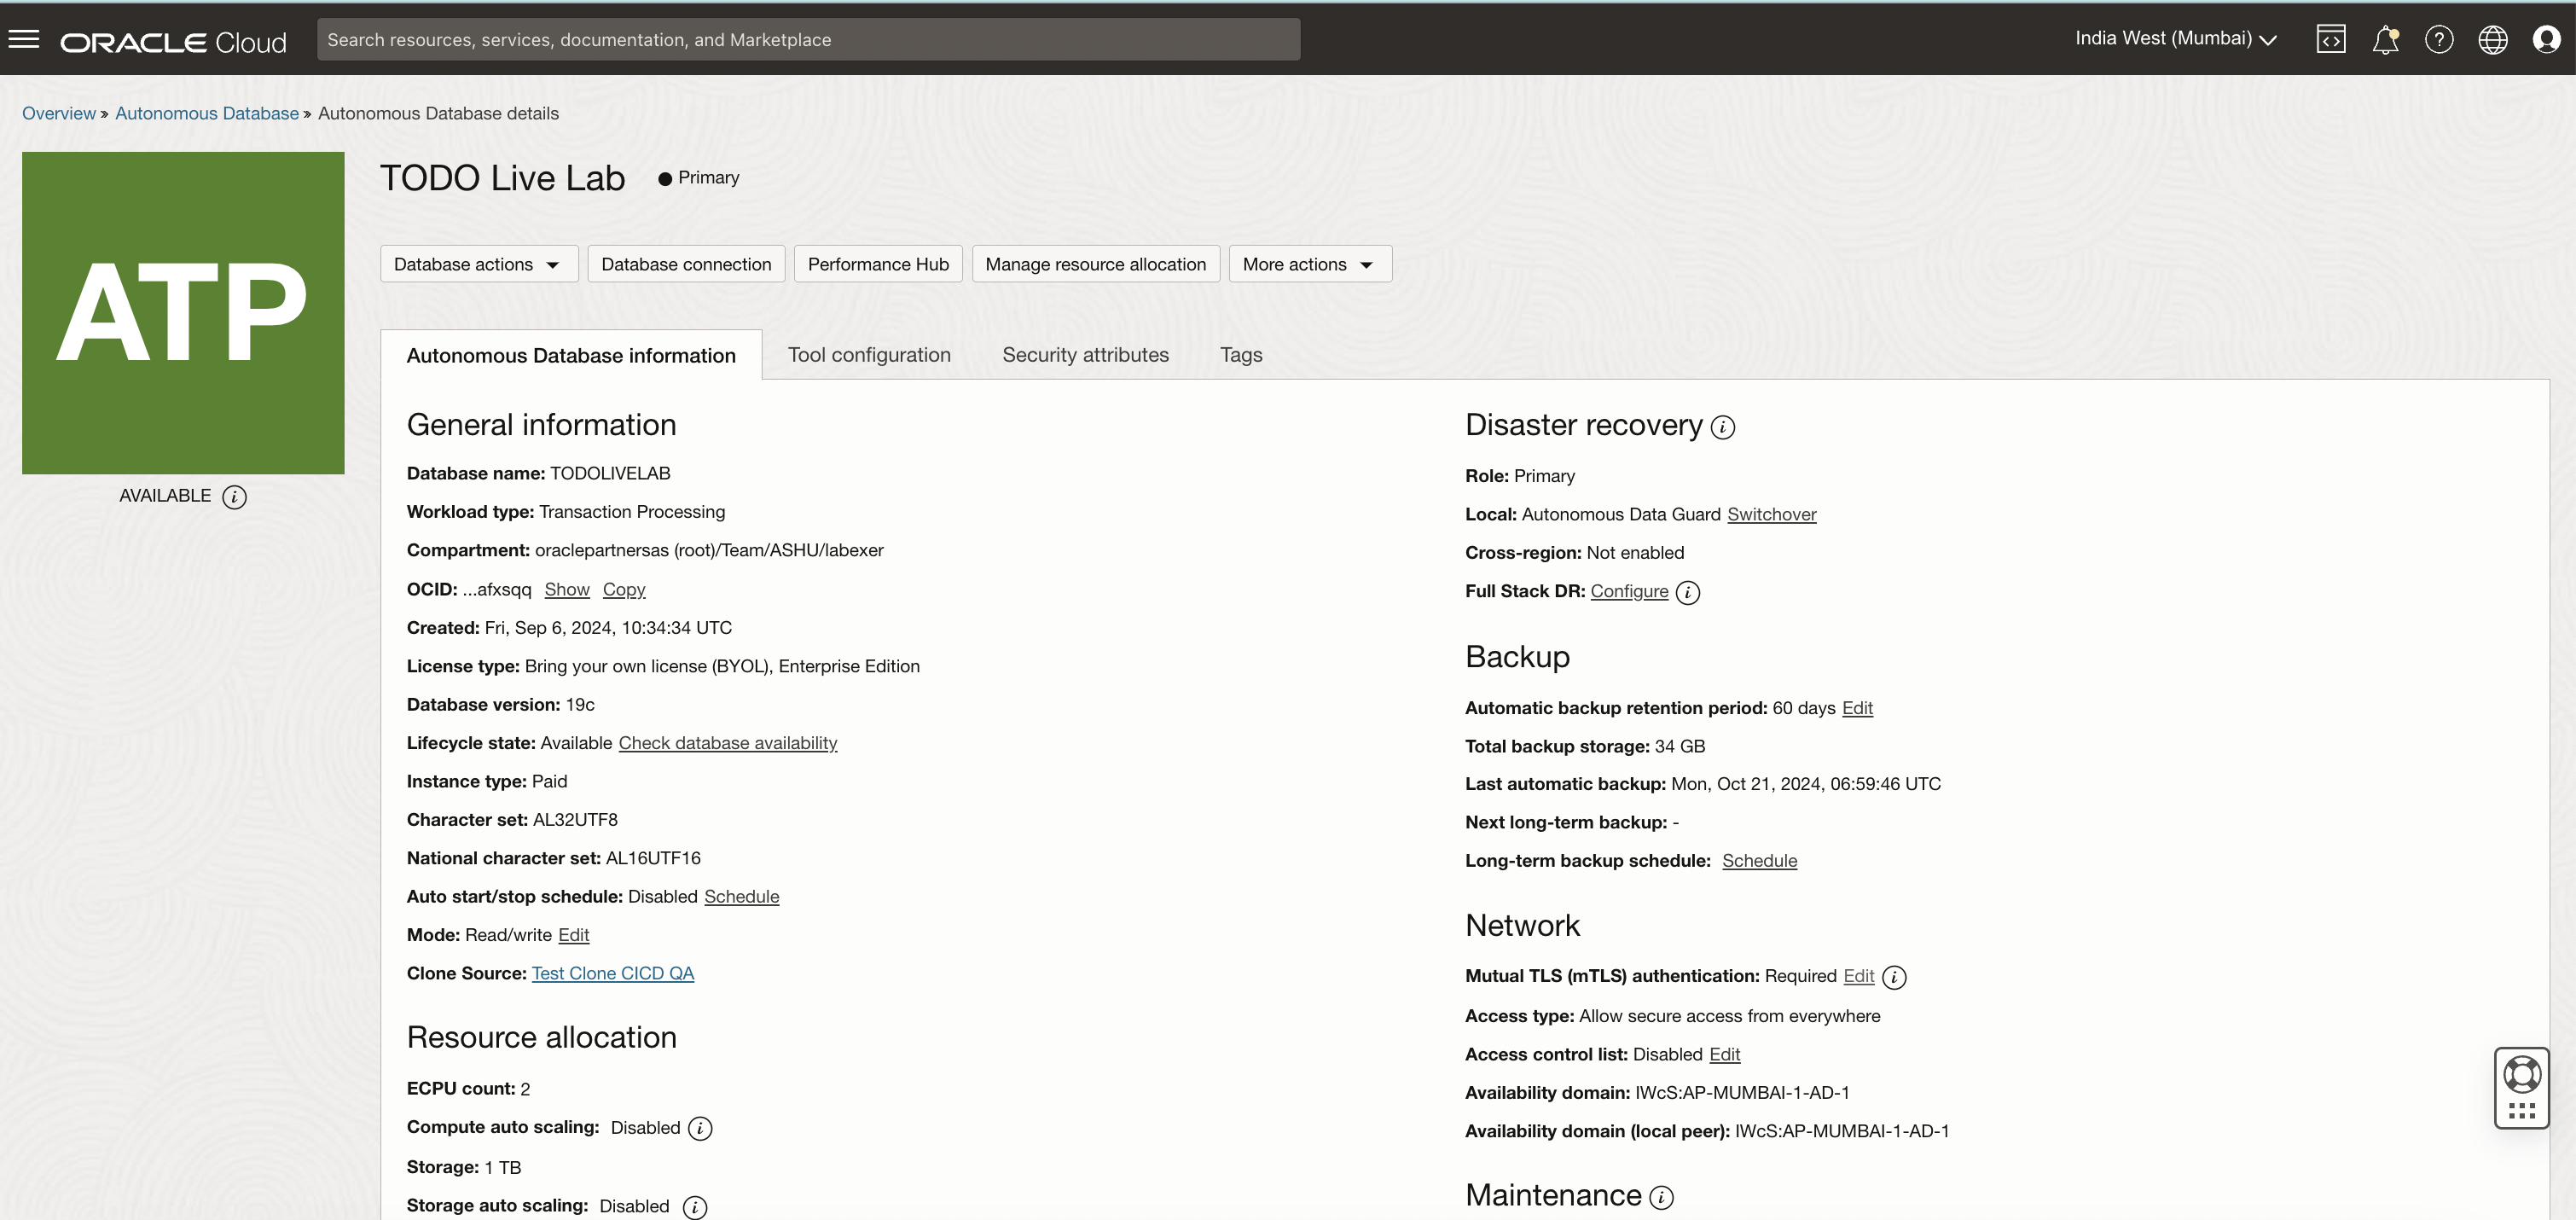 ORACLE Cloud
Search resources, services, documentation, and Marketplace
India West (Mumbai)
Overview » Autonomous Database » Autonomous Database details
ATP
AVAILABLE
TODO Live Lab
Primary
Database actions
Database connection
Performance Hub
Manage resource allocation
More actions
Autonomous Database information
Tool configuration
Security attributes
Tags
General information
Database name: TODOLIVELAB
Workload type: Transaction Processing
Compartment: oraclepartnersas (root)/Team/ASHU/labexer
OCID: ...afxsqq Show Copy
Created: Fri, Sep 6, 2024, 10:34:34 UTC
License type: Bring your own license (BYOL), Enterprise Edition
Database version: 19c
Lifecycle state: Available Check database availability
Instance type: Paid
Character set: AL32UTF8
National character set: AL16UTF16
Auto start/stop schedule: Disabled Schedule
Mode: Read/write Edit
Clone Source: Test Clone CICD QA
Resource allocation
ECPU count: 2
Compute auto scaling: Disabled
Storage: 1 TB
Storage auto scaling: Disabled
Disaster recovery
Role: Primary
Local: Autonomous Data Guard Switchover
Cross-region: Not enabled
Full Stack DR: Configure
Backup
Automatic backup retention period: 60 days Edit
Total backup storage: 34 GB
Last automatic backup: Mon, Oct 21, 2024, 06:59:46 UTC
Next long-term backup: -
Long-term backup schedule: Schedule
Network
Mutual TLS (mTLS) authentication: Required Edit
Access type: Allow secure access from everywhere
Access control list: Disabled Edit
Availability domain: IWcS:AP-MUMBAI-1-AD-1
Availability domain (local peer): IWcS:AP-MUMBAI-1-AD-1
Maintenance